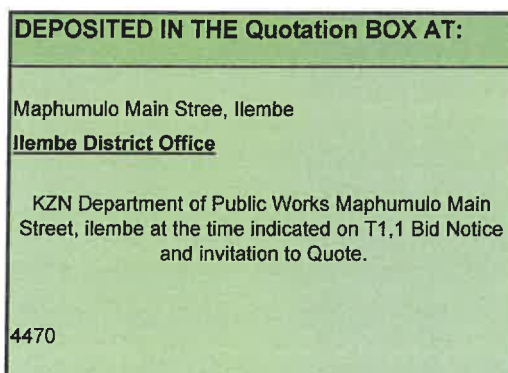 DEPOSITED IN THE Quotation BOX AT:
Maphumulo Main Stree, Ilembe
Ilembe District Office
KZN Department of Public Works Maphumulo Main
Street, ilembe at the time indicated on T1,1 Bid Notice
and invitation to Quote.
4470